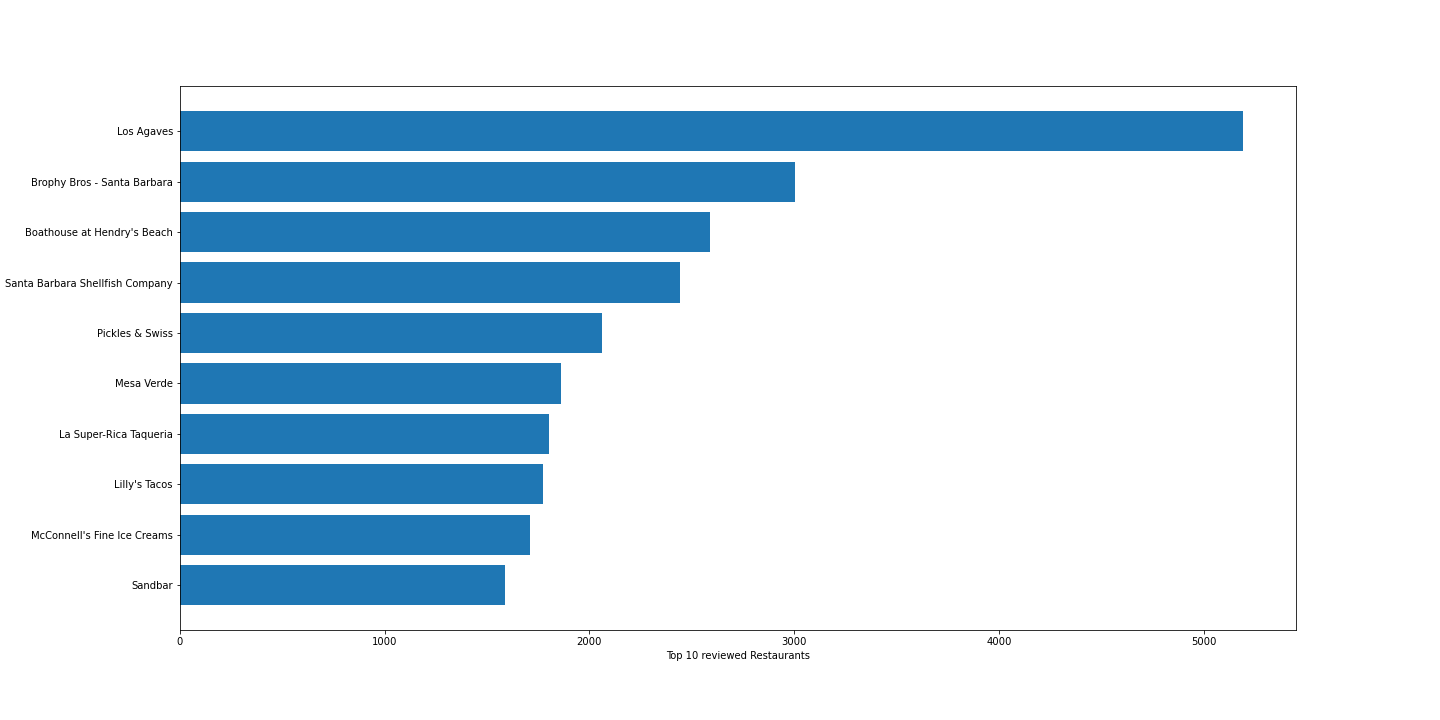 Los Agaves
Brophy Bros - Santa Barbara
Boathouse at Hendry's Beach
Santa Barbara Shellfish Company
Pickles & Swiss
Mesa Verde
La Super-Rica Taqueria
Lilly's Tacos
McConnell's Fine Ice Creams
Sandbar
0 1000 2000 3000 4000 5000
Top 10 reviewed Restaurants